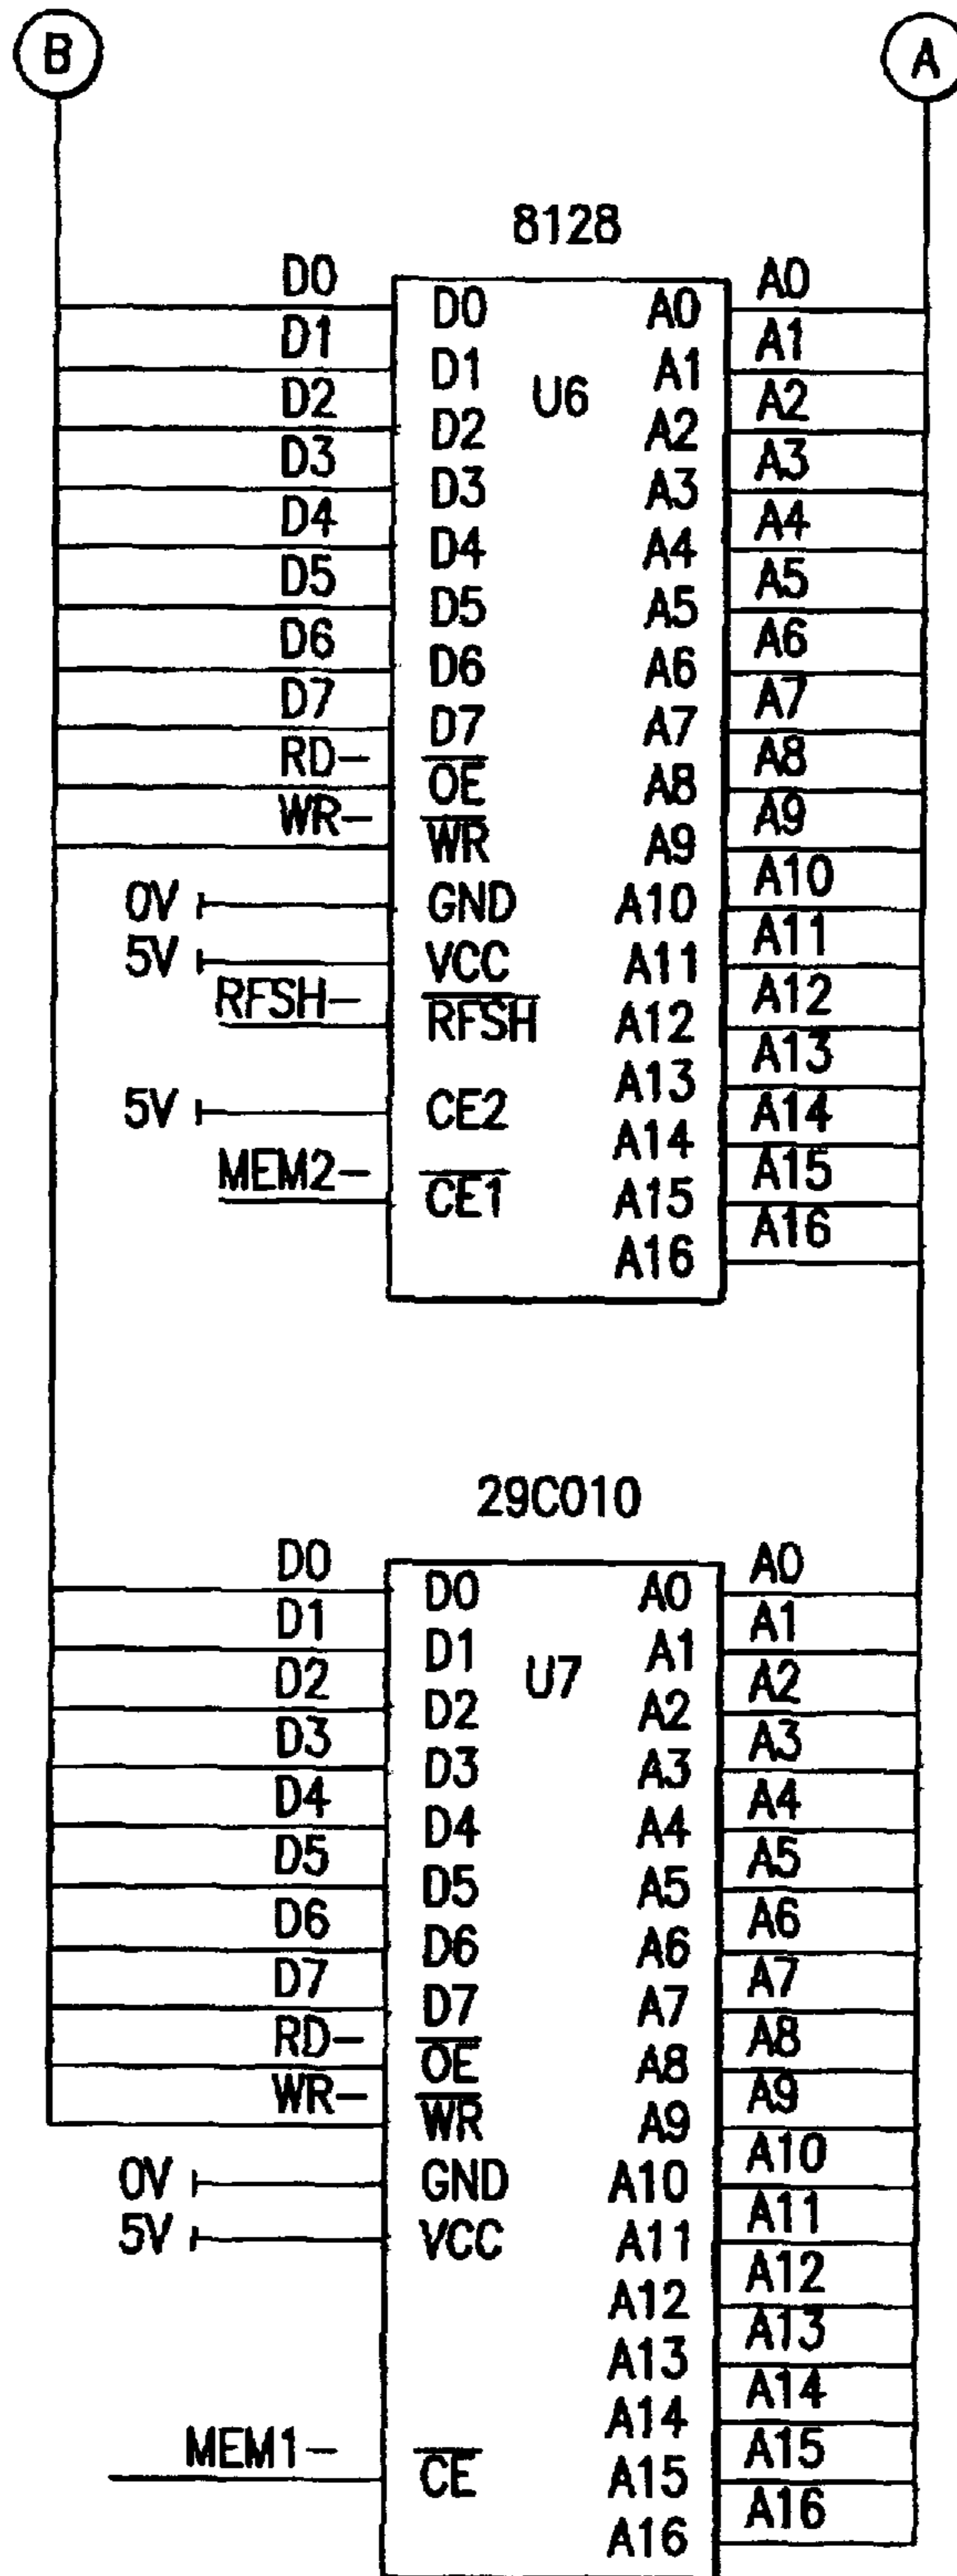 B A
8128
D0 D0 A0 A0
D1 D1 A1 A1
U6
D2 D2 A2 A2
D3 D3 A3 A3
D4 D4 A4 A4
D5 D5 A5 A5
D6 D6 A6 A6
D7 D7 A7 A7
RD- OE A8 A8
WR- WR A9 A9
0V GND A10 A10
5V VCC A11 A11
RFSH- RFSH A12 A12
A13 A13
5V CE2 A14 A14
MEM2- CE1 A15 A15
A16 A16
29C010
D0 D0 A0 A0
D1 D1 A1 A1
U7
D2 D2 A2 A2
D3 D3 A3 A3
D4 D4 A4 A4
D5 D5 A5 A5
D6 D6 A6 A6
D7 D7 A7 A7
RD- OE A8 A8
WR- WR A9 A9
0V GND A10 A10
5V VCC A11 A11
A12 A12
A13 A13
A14 A14
MEM1- CE A15 A15
A16 A16